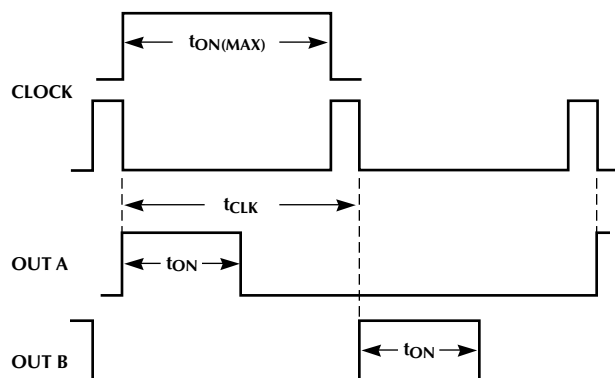 tON(MAX)
CLOCK
tCLK
OUT A
tON
OUT B
tON